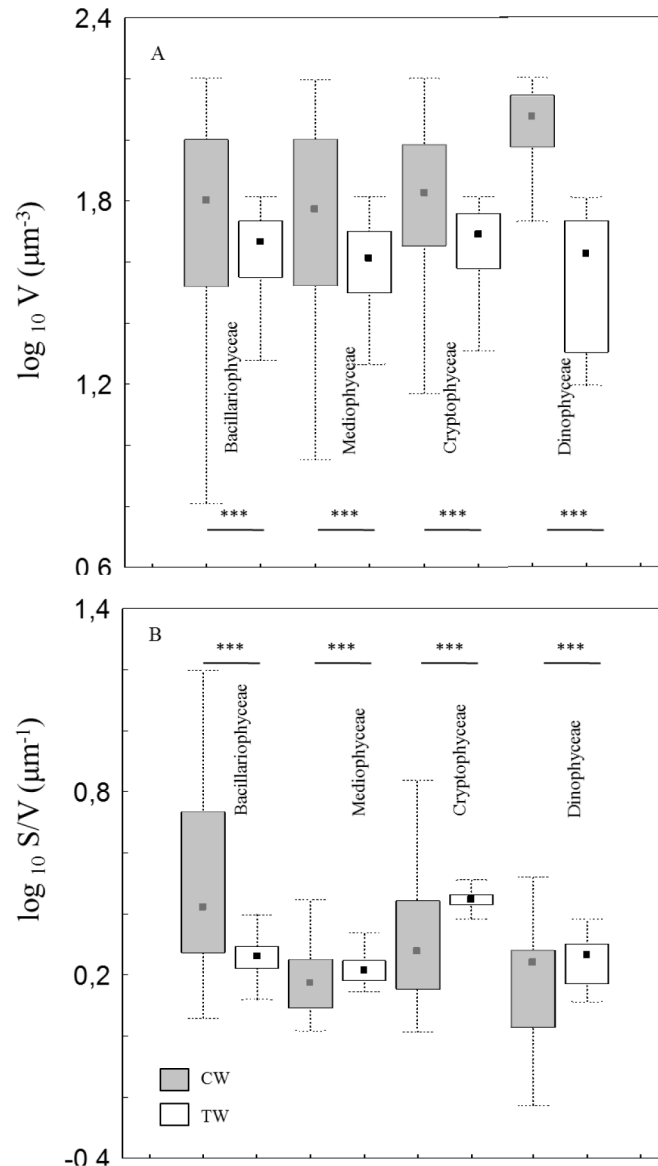 2,4
A
1,8
log 10 V (µm-3)
1,2
0.6
Bacillariophyceae
Mediophyceae
Cryptophyceae
Dinophyceae
*** *** *** ***
1,4
B
*** *** *** ***
0,8
log 10 S/V (µm-1)
0,2
-0.4
Bacillariophyceae
Mediophyceae
Cryptophyceae
Dinophyceae
CW
TW